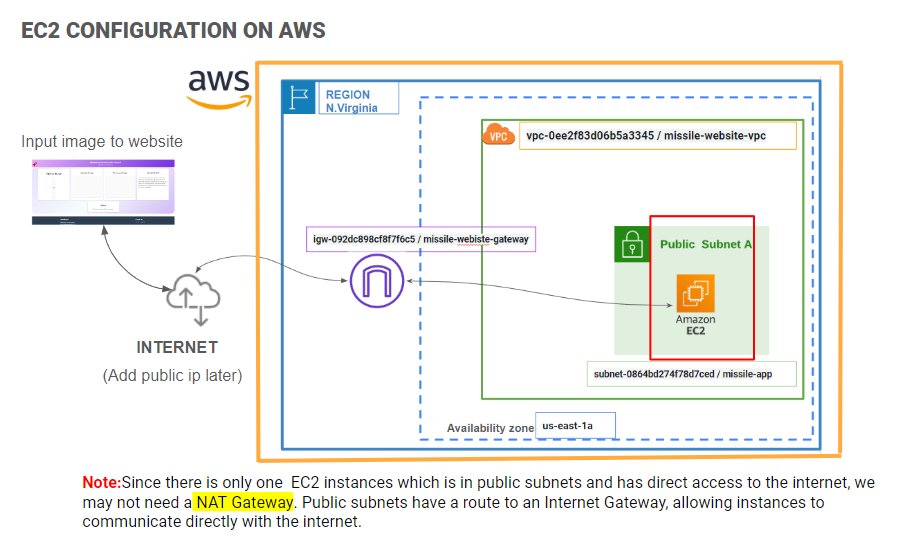 EC2 CONFIGURATION ON AWS
aws
REGION
N.Virginia
Input image to website
VPC
vpc-0ee2f83d06b5a3345 / missile-website-vpc
igw-092dc898cf8f7f6c5 / missile-webiste-gateway
Public Subnet A
Amazon
EC2
INTERNET
(Add public ip later)
subnet-0864bd274f78d7ced / missile-app
Availability zone
us-east-1a
Note:Since there is only one EC2 instances which is in public subnets and has direct access to the internet, we
may not need a NAT Gateway. Public subnets have a route to an Internet Gateway, allowing instances to
communicate directly with the internet.